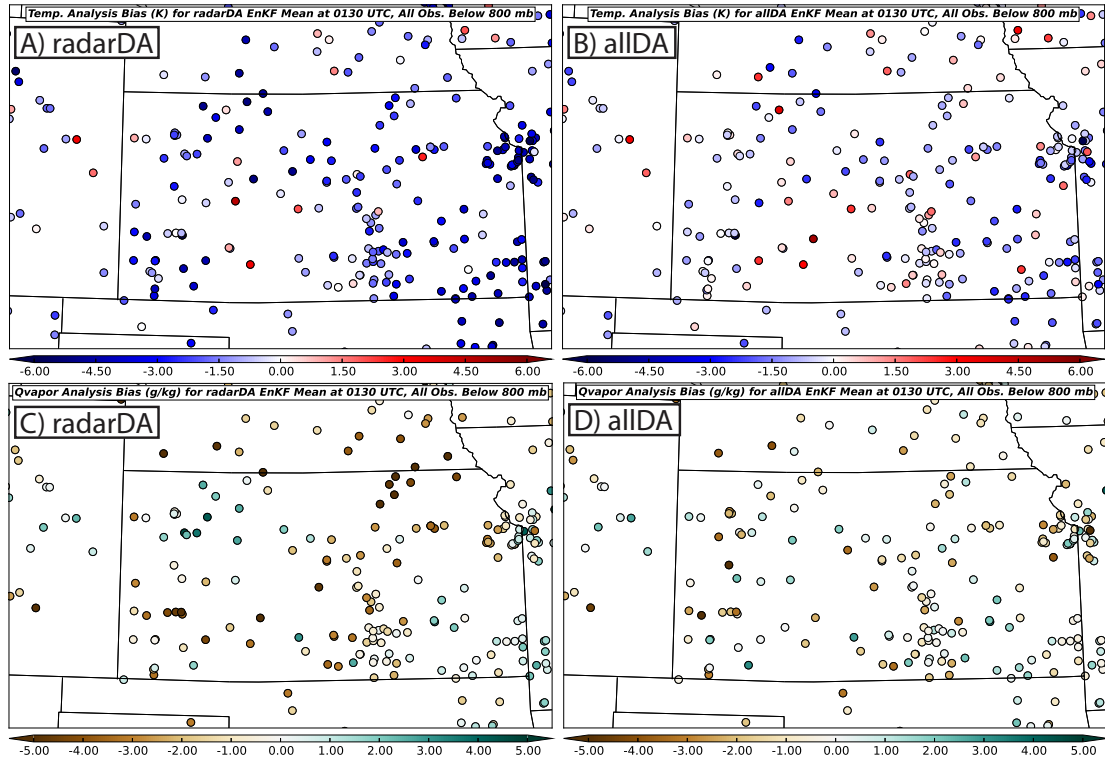 Temp. Analysis Bias (K) for radarDA EnKF Mean at 0130 UTC, All Obs. Below 800 mb
A) radarDA
-6.00 -4.50 -3.00 -1.50 0.00 1.50 3.00 4.50 6.00
Temp. Analysis Bias (K) for allDA EnKF Mean at 0130 UTC, All Obs. Below 800 mb
B) allDA
-6.00 -4.50 -3.00 -1.50 0.00 1.50 3.00 4.50 6.00
Qvapor Analysis Bias (g/kg) for radarDA EnKF Mean at 0130 UTC, All Obs. Below 800 mb
C) radarDA
-5.00 -4.00 -3.00 -2.00 -1.00 0.00 1.00 2.00 3.00 4.00 5.00
Qvapor Analysis Bias (g/kg) for allDA EnKF Mean at 0130 UTC, All Obs. Below 800 mb
D) allDA
-5.00 -4.00 -3.00 -2.00 -1.00 0.00 1.00 2.00 3.00 4.00 5.00